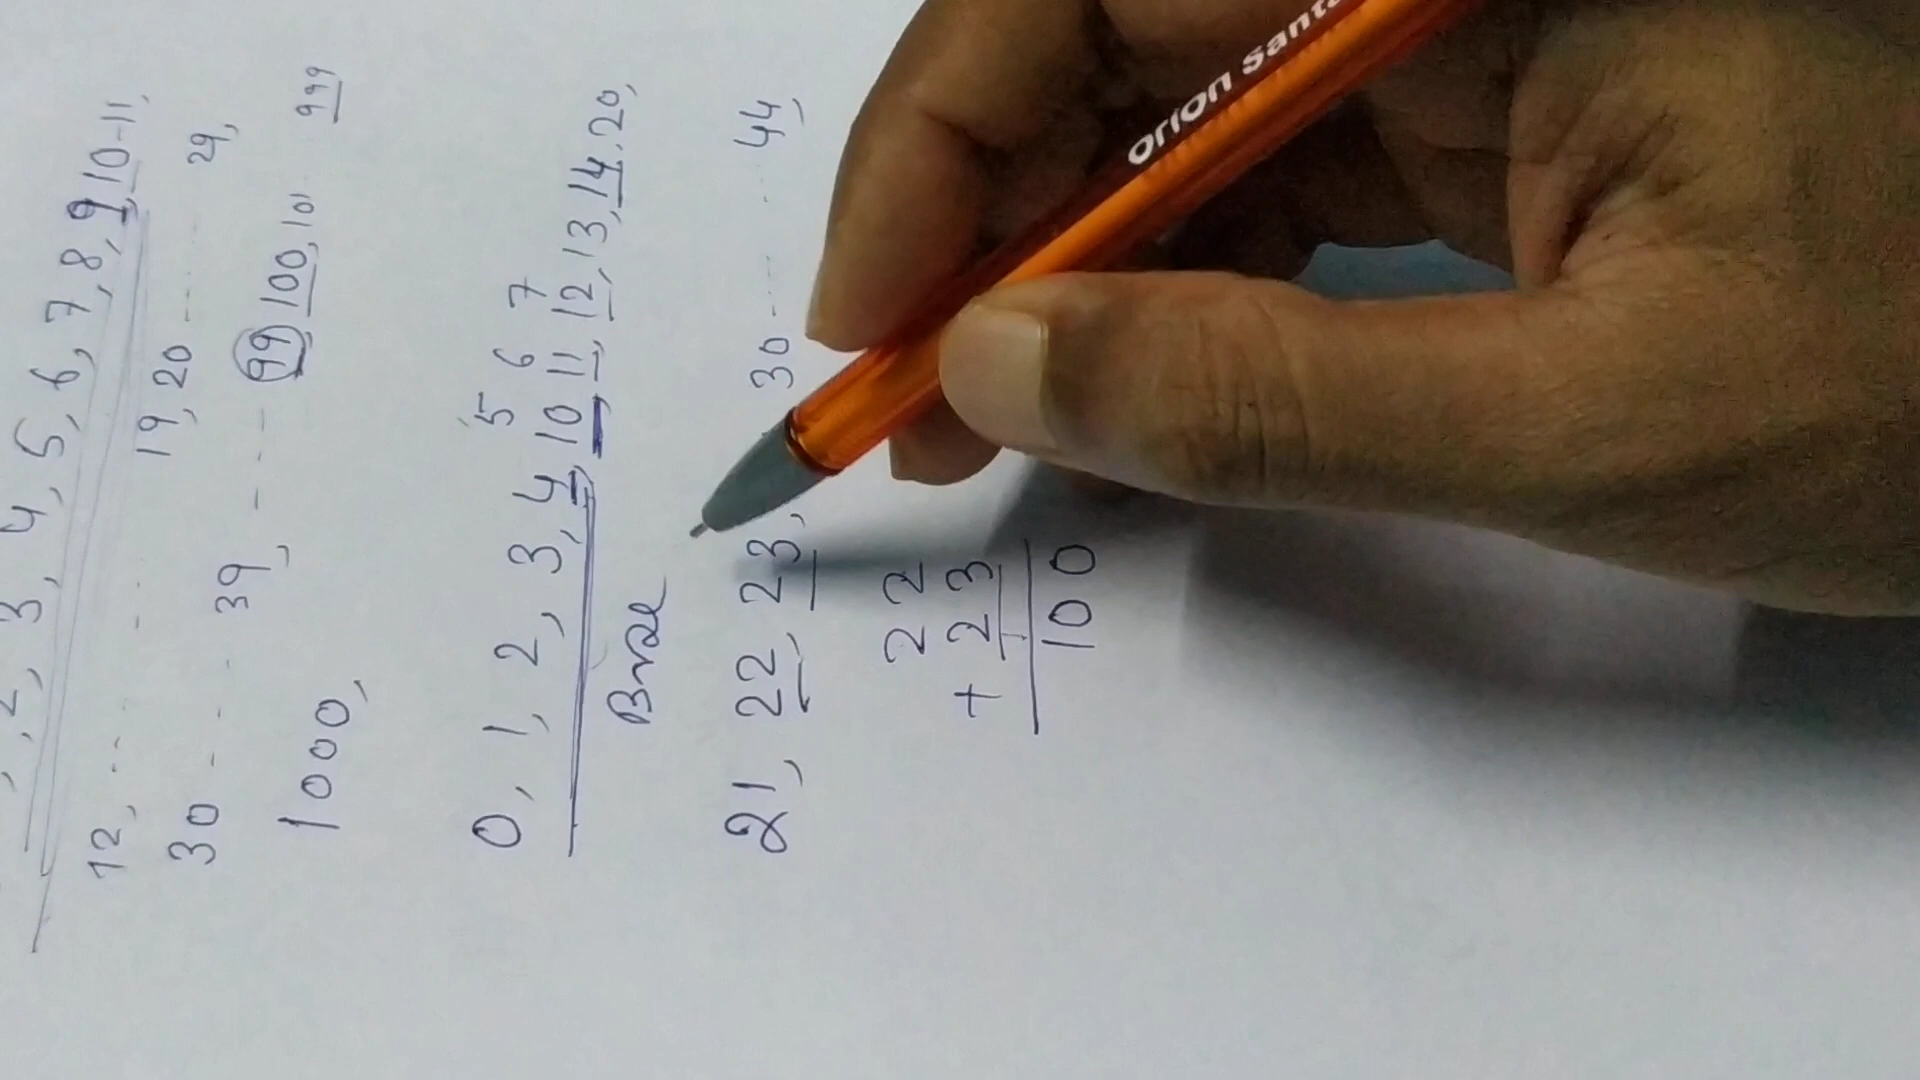 2, 3, 4, 5, 6, 7, 8, 9, 10-11,
12, ... 19, 20 ... 29,
30 - - 39, - -- 99, 100, 101 999
1000,
5 6 7
0, 1, 2, 3, 4, 10, 11, 12, 13, 14, 20,
Base
21, 22, 23, 30 --- . 44,
22
+ 23
100
Orion Santa